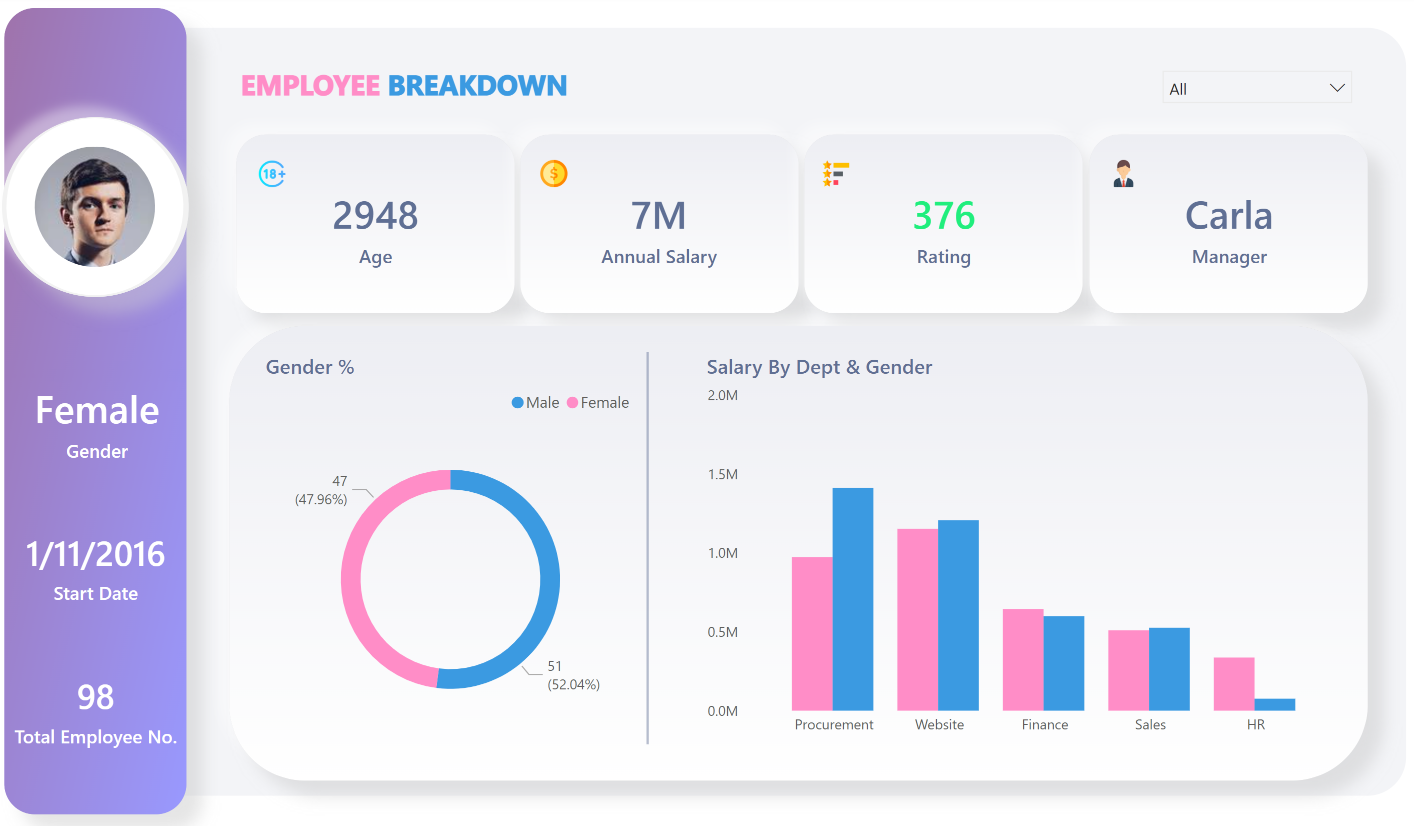 EMPLOYEE BREAKDOWN
All
18+
$
2948
Age
7M
Annual Salary
376
Rating
Carla
Manager
Female
Gender
1/11/2016
Start Date
98
Total Employee No.
Gender %
Male Female
47
(47.96%)
51
(52.04%)
Salary By Dept & Gender
2.0M
1.5M
1.0M
0.5M
0.0M
Procurement Website Finance Sales HR